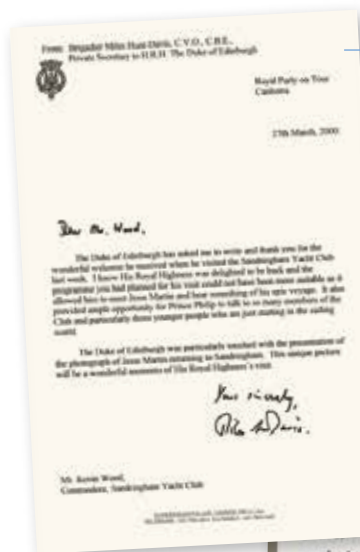 From: Brigadier Miles Hunt-Davis, C.V.O., C.B.E.,
Private Secretary to H.R.H. The Duke of Edinburgh
Royal Party on Tour
Canberra
27th March, 2000
Dear Mr. Wood,
The Duke of Edinburgh has asked me to write and thank you for the
wonderful welcome he received when he visited the Sandringham Yacht Club
last week. I know His Royal Highness was delighted to be back and the
programme you had planned for his visit could not have been more suitable as it
allowed him to meet Jesse Martin and hear something of his epic voyage. It also
provided ample opportunity for Prince Philip to talk to so many members of the
Club and particularly those younger people who are just starting in the sailing
world.
The Duke of Edinburgh was particularly touched with the presentation of
the photograph of Jesse Martin returning to Sandringham. This unique picture
will be a wonderful memento of His Royal Highness's visit.
Yours sincerely,
Miles Hunt-Davis.
Mr. Kevin Wood,
Commodore, Sandringham Yacht Club